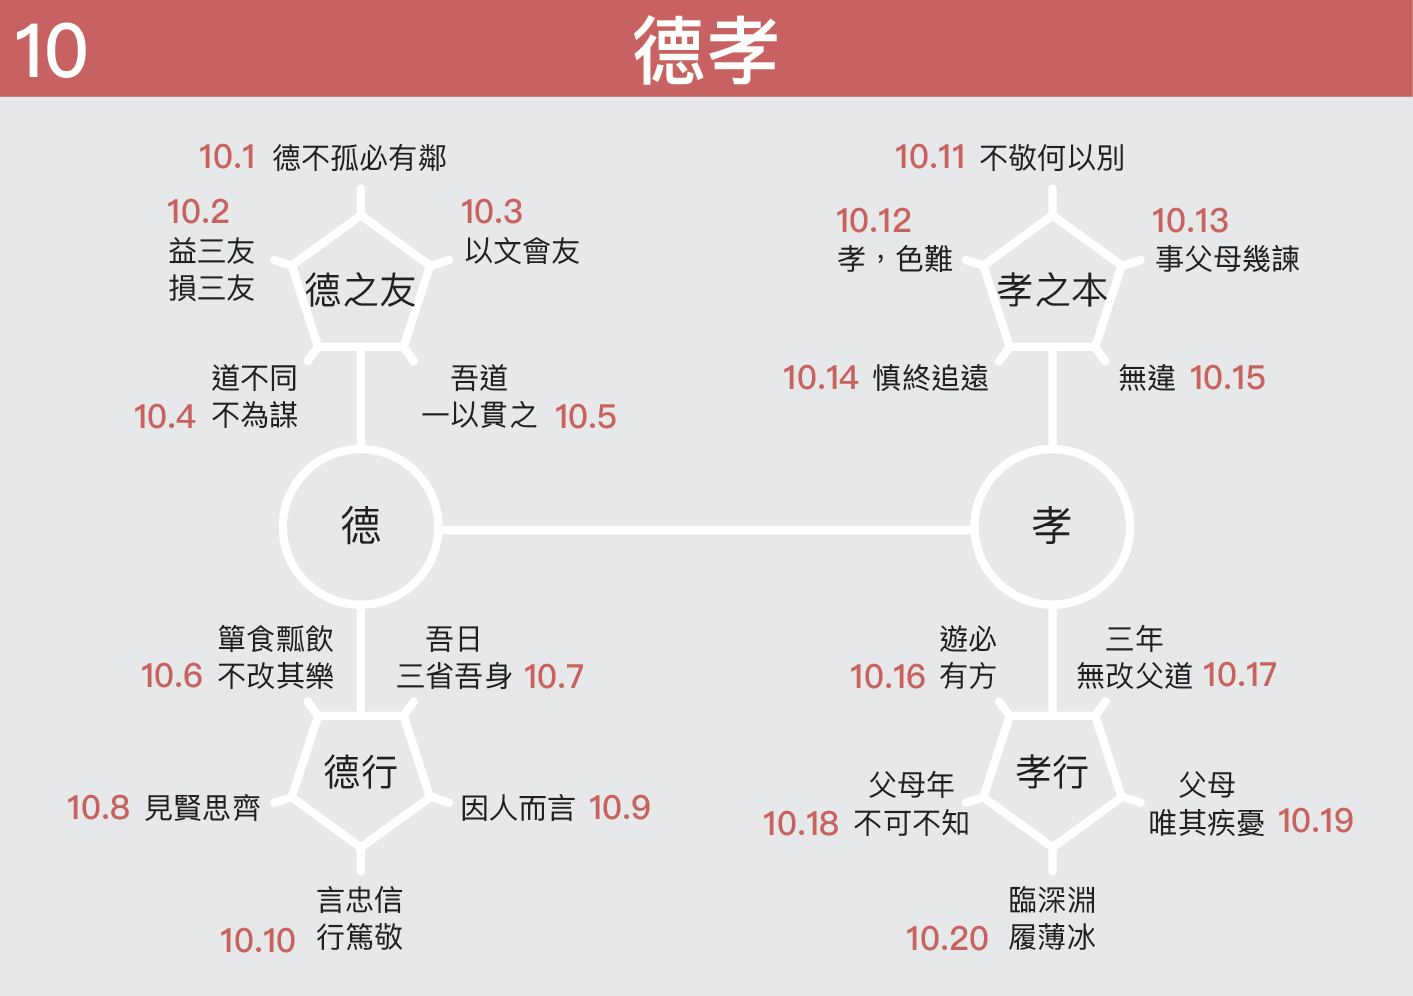 10
德孝
10.1 德不孤必有鄰
10.2
益三友
損三友
10.3
以文會友
德之友
道不同
10.4 不為謀
吾道
一以貫之 10.5
10.11 不敬何以別
10.12
孝，色難
10.13
事父母幾諫
孝之本
10.14 慎終追遠
無違 10.15
德
孝
簞食瓢飲
10.6 不改其樂
吾日
三省吾身 10.7
德行
10.8 見賢思齊
因人而言 10.9
言忠信
10.10 行篤敬
遊必
10.16 有方
三年
無改父道 10.17
孝行
父母年
10.18 不可不知
父母
唯其疾憂 10.19
臨深淵
10.20 履薄冰